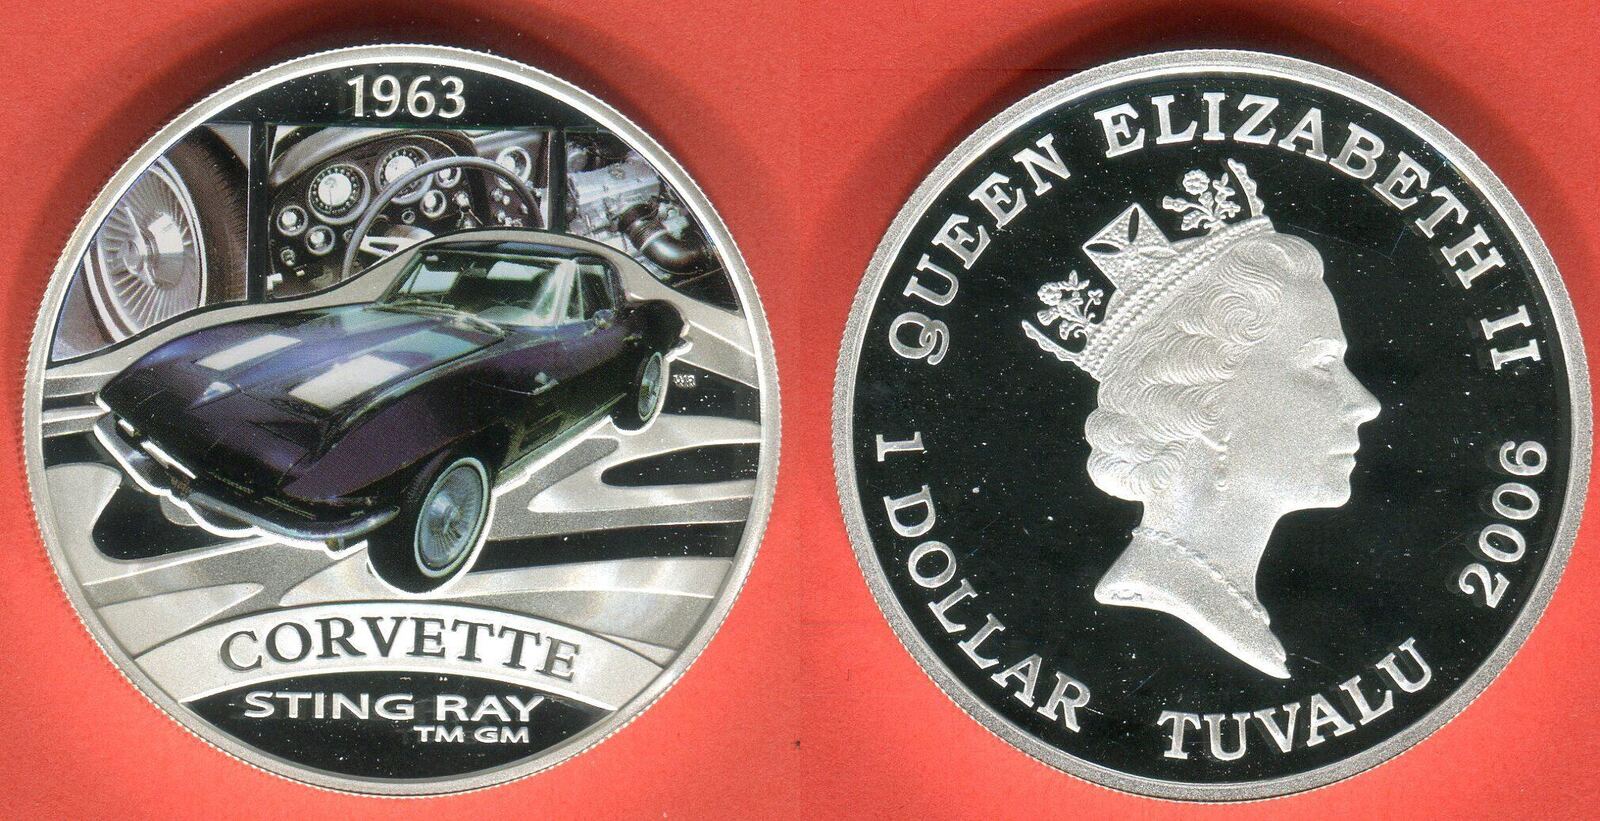 1963
CORVETTE
STING RAY
TM GM
QUEEN ELIZABETH II
1 DOLLAR TUVALU 2006